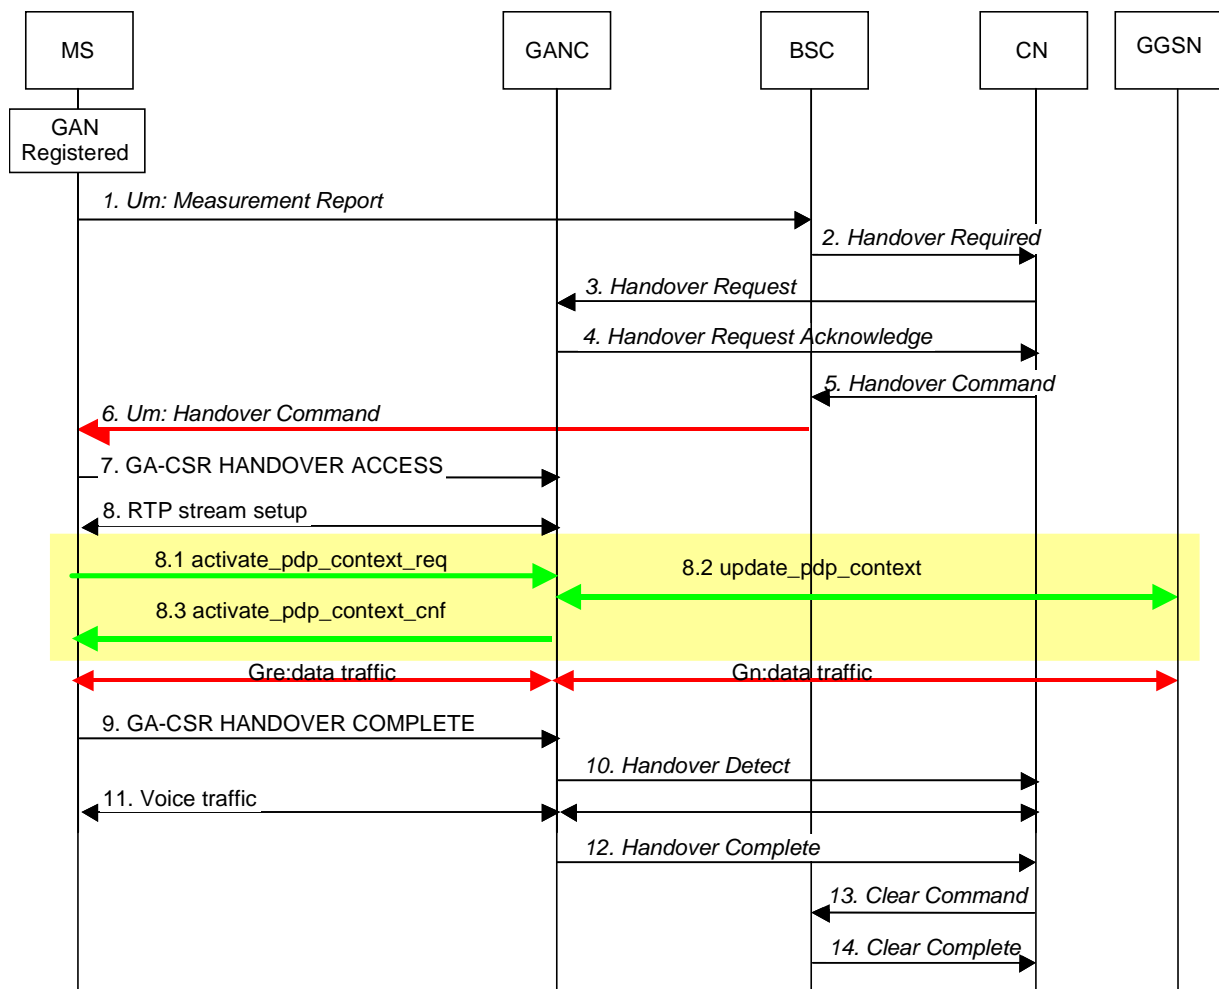 MS
GANC
BSC
CN
GGSN
GAN
Registered
1. Um: Measurement Report
2. Handover Required
3. Handover Request
4. Handover Request Acknowledge
5. Handover Command
6. Um: Handover Command
7. GA-CSR HANDOVER ACCESS
8. RTP stream setup
8.1 activate_pdp_context_req
8.2 update_pdp_context
8.3 activate_pdp_context_cnf
Gre:data traffic
Gn:data traffic
9. GA-CSR HANDOVER COMPLETE
10. Handover Detect
11. Voice traffic
12. Handover Complete
13. Clear Command
14. Clear Complete